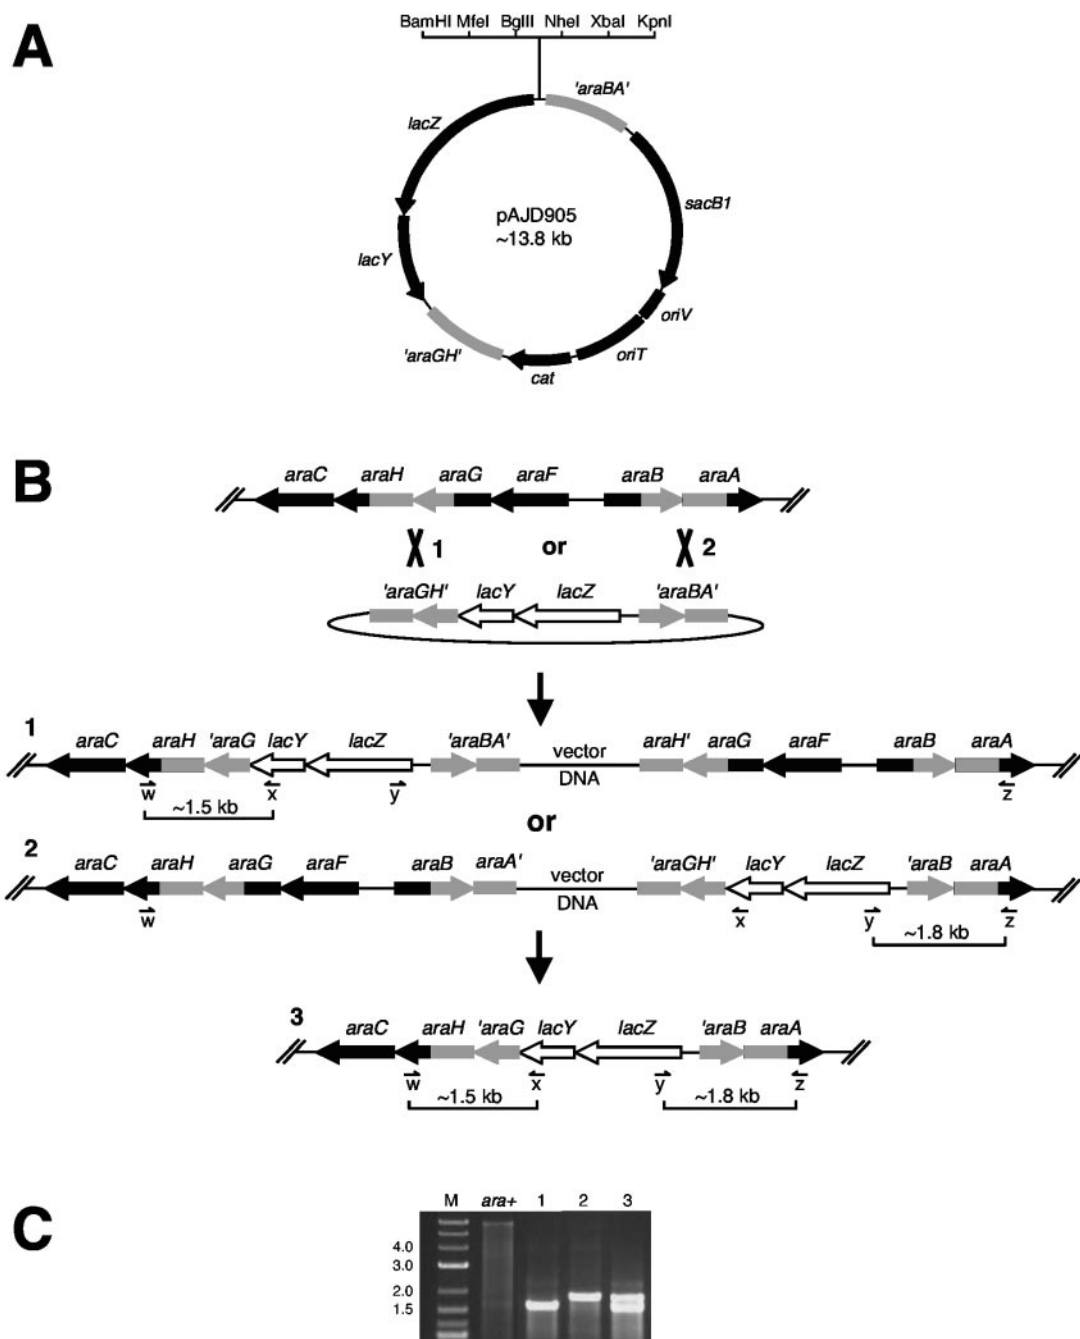 A
BamHI MfeI BglII NheI XbaI KpnI
'araBA'
lacZ
sacB1
pAJD905
~13.8 kb
lacY
oriV
'araGH'
oriT
cat
B
araC araH araG araF araB araA
1 or 2
'araGH' lacY lacZ 'araBA'
1
araC araH 'araG lacY lacZ 'araBA' vector araH' araG araF araB araA
DNA
w x y z
~1.5 kb
or
2
araC araH araG araF araB araA' vector 'araGH' lacY lacZ 'araB araA
DNA
w x y z
~1.8 kb
3
araC araH 'araG lacY lacZ 'araB araA
w x y z
~1.5 kb ~1.8 kb
C
M ara+ 1 2 3
4.0
3.0
2.0
1.5